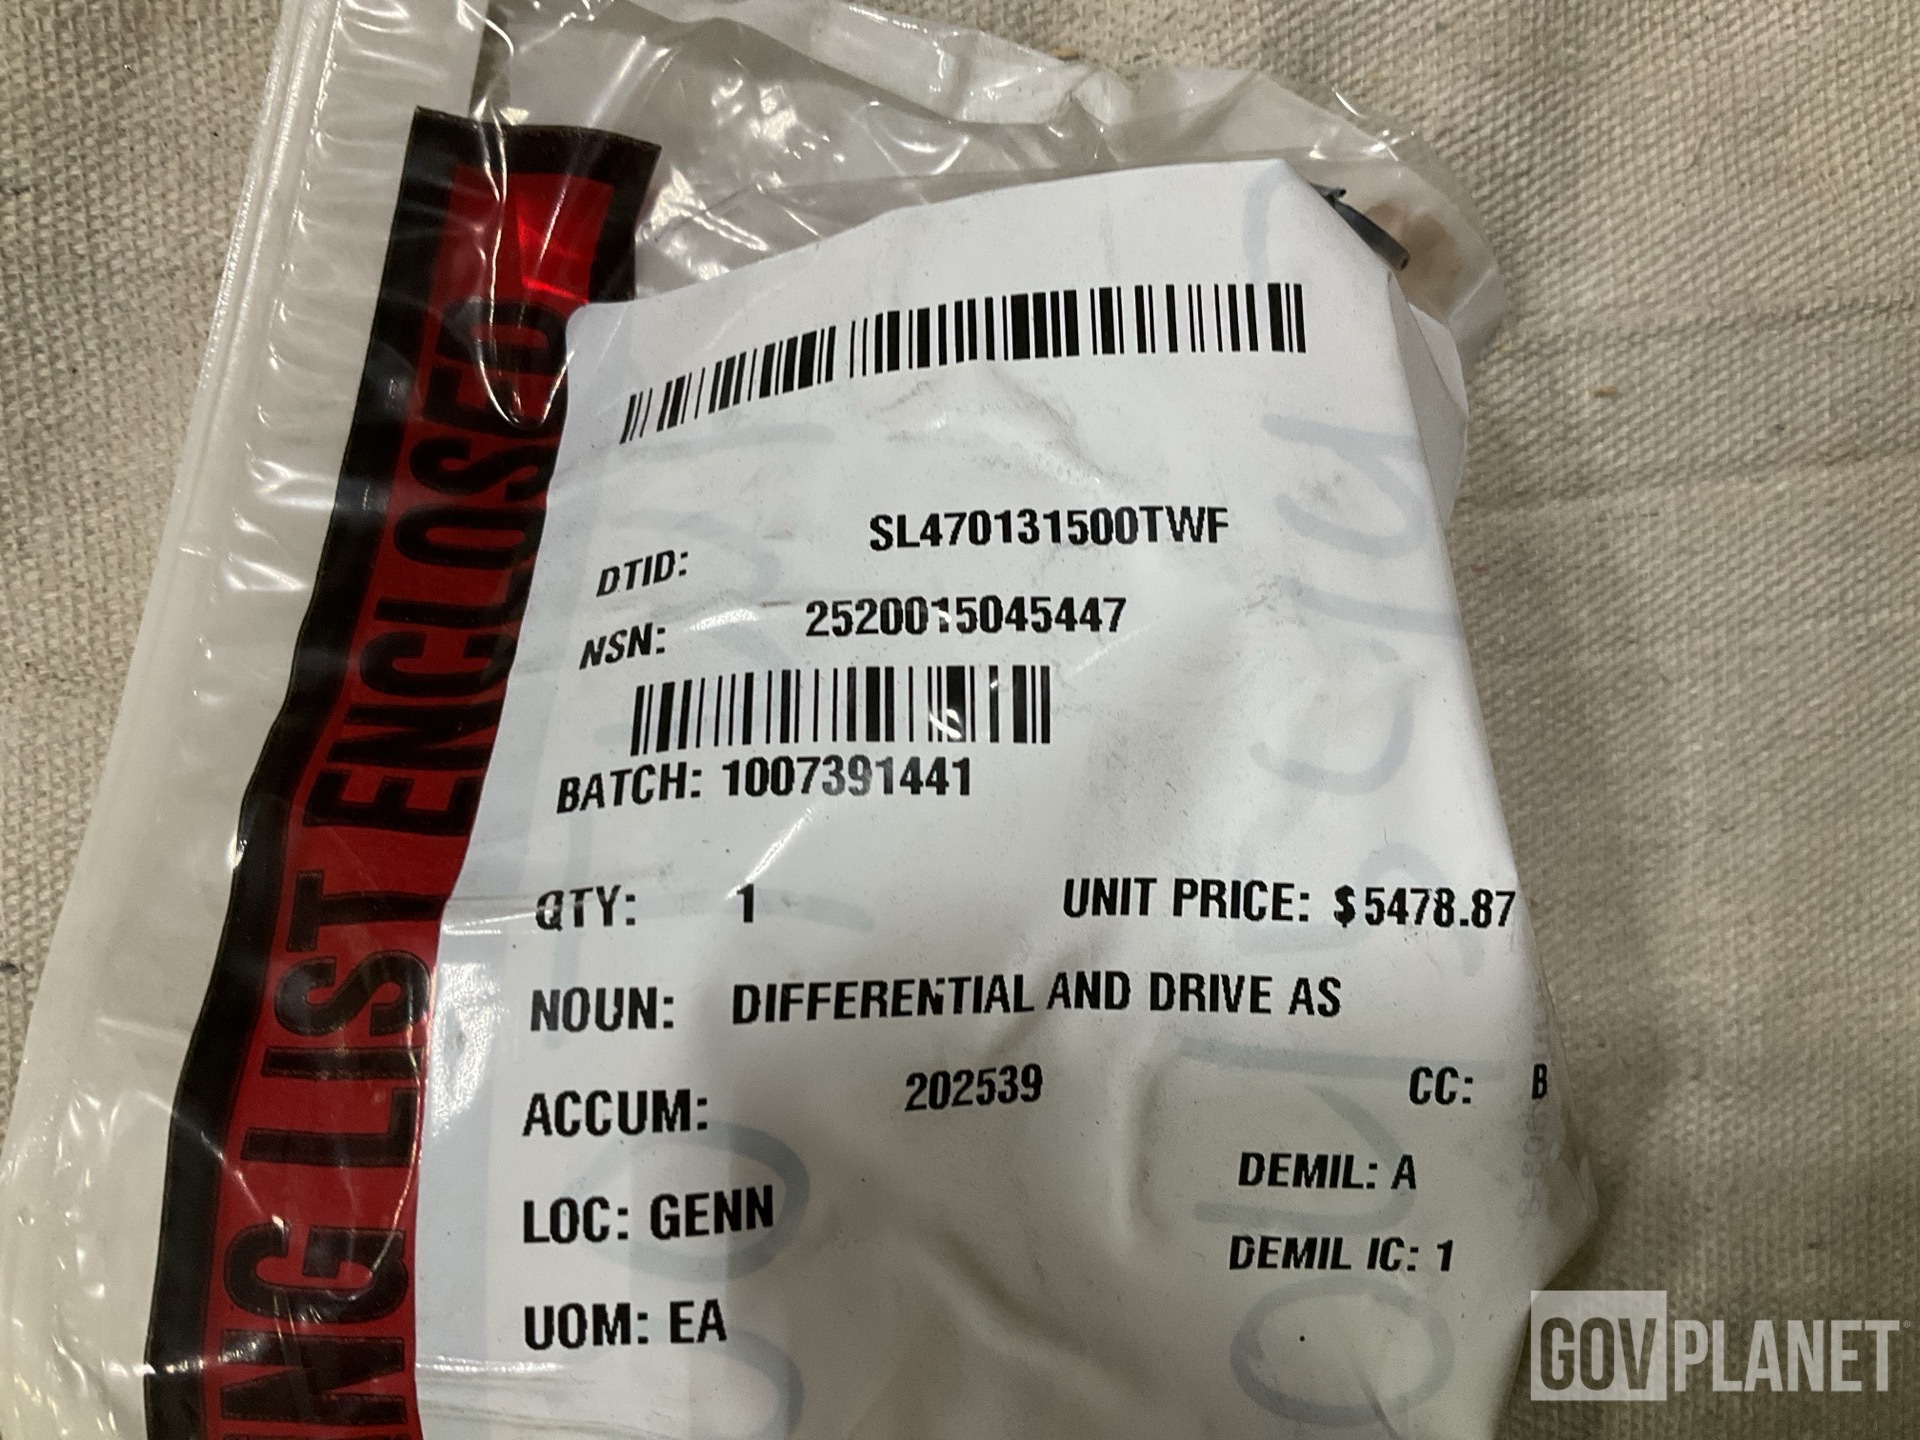 NG LIST ENCLOSED
DTID: SL470131500TWF
NSN: 2520015045447
BATCH: 1007391441
QTY: 1 UNIT PRICE: $5478.87
NOUN: DIFFERENTIAL AND DRIVE AS
ACCUM: 202539 CC: B
LOC: GENN DEMIL: A
DEMIL IC: 1
UOM: EA
GOVPLANET